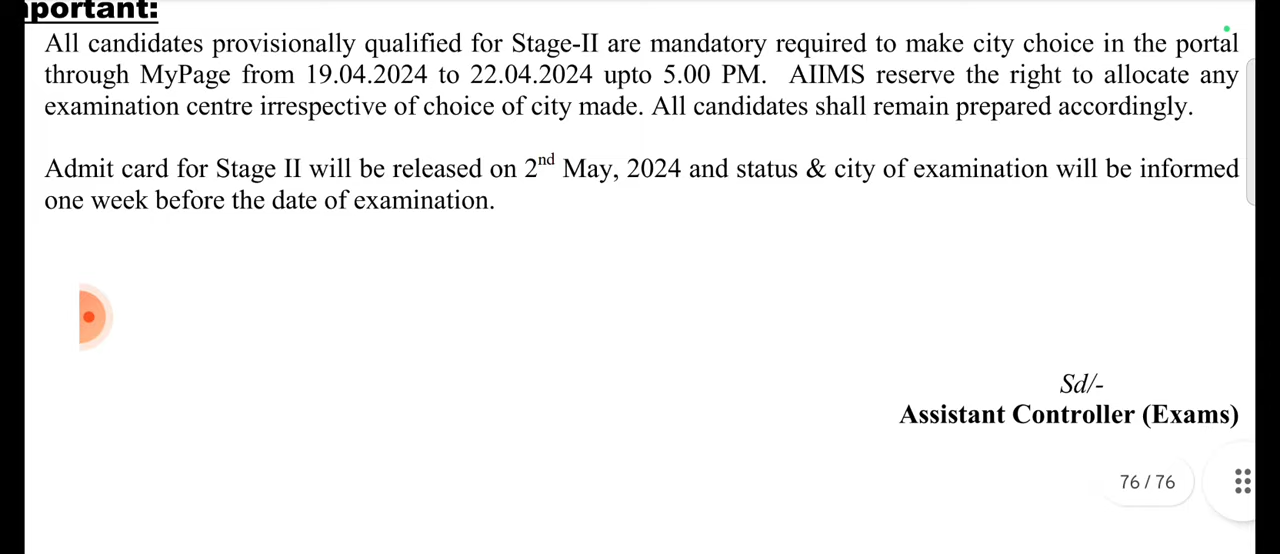 portant:
All candidates provisionally qualified for Stage-II are mandatory required to make city choice in the portal
through MyPage from 19.04.2024 to 22.04.2024 upto 5.00 PM. AIIMS reserve the right to allocate any
examination centre irrespective of choice of city made. All candidates shall remain prepared accordingly.
Admit card for Stage II will be released on 2nd May, 2024 and status & city of examination will be informed
one week before the date of examination.
Sd/-
Assistant Controller (Exams)
76 / 76